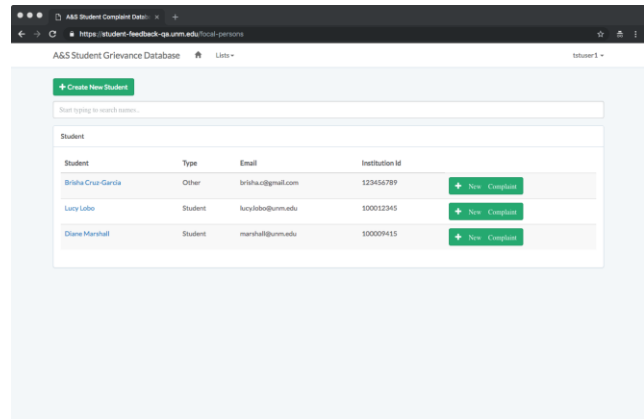 A&S Student Complaint Datab
https://student-feedback-qa.unm.edu/focal-persons
A&S Student Grievance Database Lists tstuser1
Create New Student
Start typing to search names..
Student
Student Type Email Institution Id
Brisha Cruz-Garcia Other brisha.c@gmail.com 123456789 New Complaint
Lucy Lobo Student lucy.lobo@unm.edu 100012345 New Complaint
Diane Marshall Student marshall@unm.edu 100009415 New Complaint